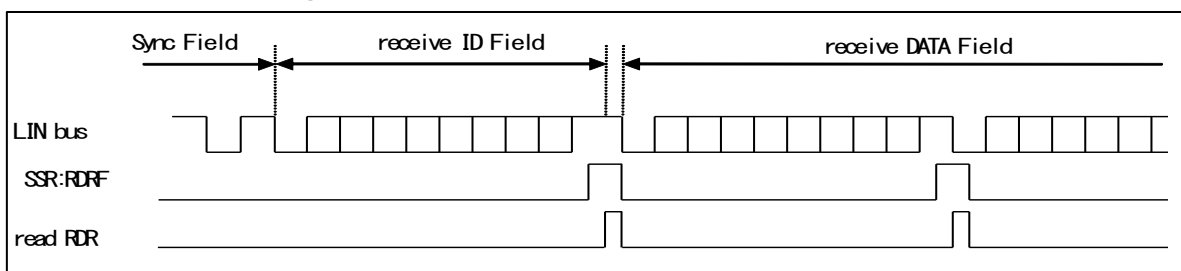 Sync Field receive ID Field receive DATA Field
LIN bus
SSR:RDRF
read RDR